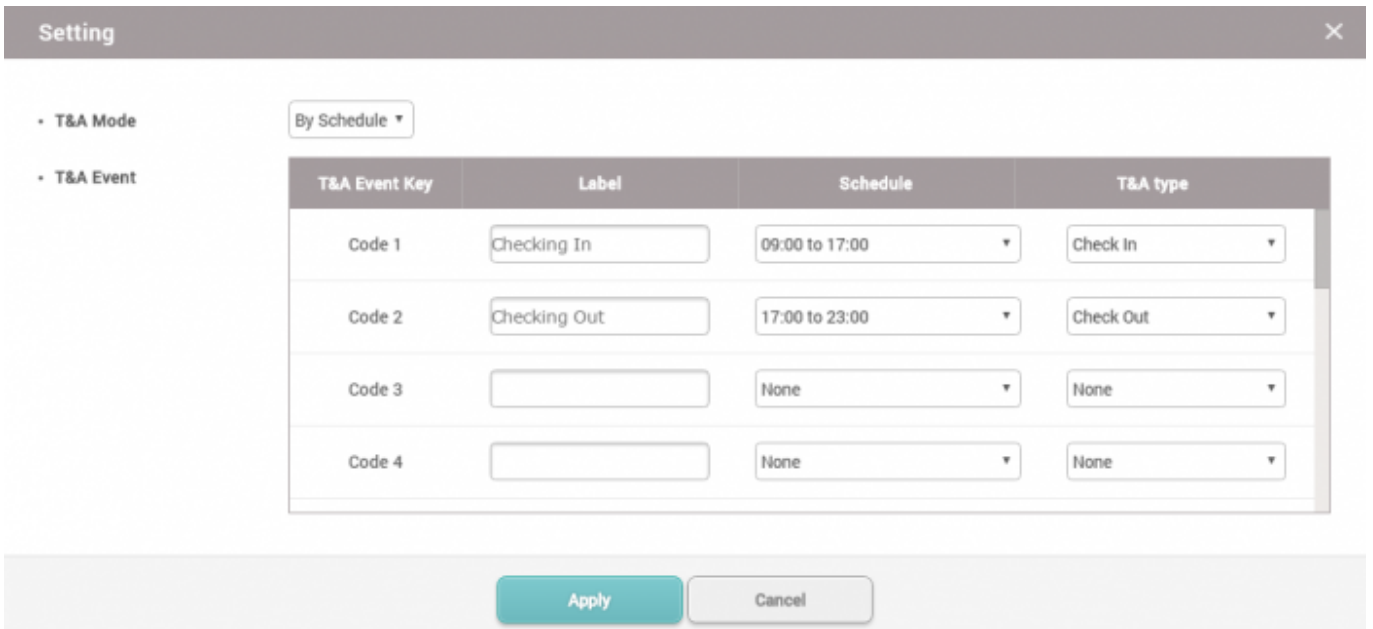 Setting ×
• T&A Mode By Schedule ▼
• T&A Event
T&A Event Key Label Schedule T&A type
Code 1 Checking In 09:00 to 17:00 ▼ Check In ▼
Code 2 Checking Out 17:00 to 23:00 ▼ Check Out ▼
Code 3 None ▼ None ▼
Code 4 None ▼ None ▼
Apply Cancel